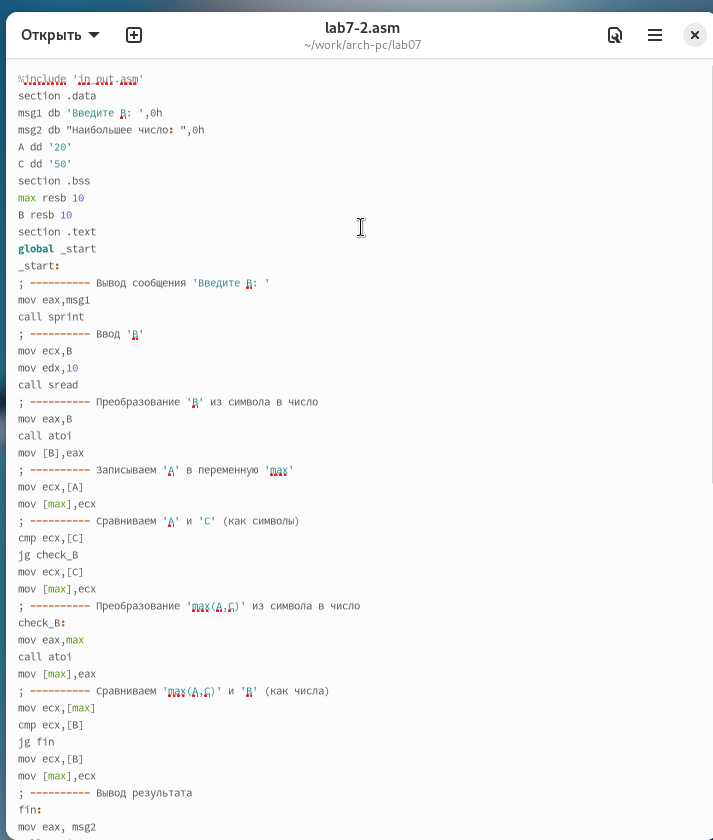 Открыть
lab7-2.asm
~/work/arch-pc/lab07
%include 'in_out.asm'
section .data
msg1 db 'Введите B: ',0h
msg2 db "Наибольшее число: ",0h
A dd '20'
C dd '50'
section .bss
max resb 10
B resb 10
section .text
global _start
_start:
; ---------- Вывод сообщения 'Введите B: '
mov eax,msg1
call sprint
; ---------- Ввод 'B'
mov ecx,B
mov edx,10
call sread
; ---------- Преобразование 'B' из символа в число
mov eax,B
call atoi
mov [B],eax
; ---------- Записываем 'A' в переменную 'max'
mov ecx,[A]
mov [max],ecx
; ---------- Сравниваем 'A' и 'C' (как символы)
cmp ecx,[C]
jg check_B
mov ecx,[C]
mov [max],ecx
; ---------- Преобразование 'max(A,C)' из символа в число
check_B:
mov eax,max
call atoi
mov [max],eax
; ---------- Сравниваем 'max(A,C)' и 'B' (как числа)
mov ecx,[max]
cmp ecx,[B]
jg fin
mov ecx,[B]
mov [max],ecx
; ---------- Вывод результата
fin:
mov eax, msg2